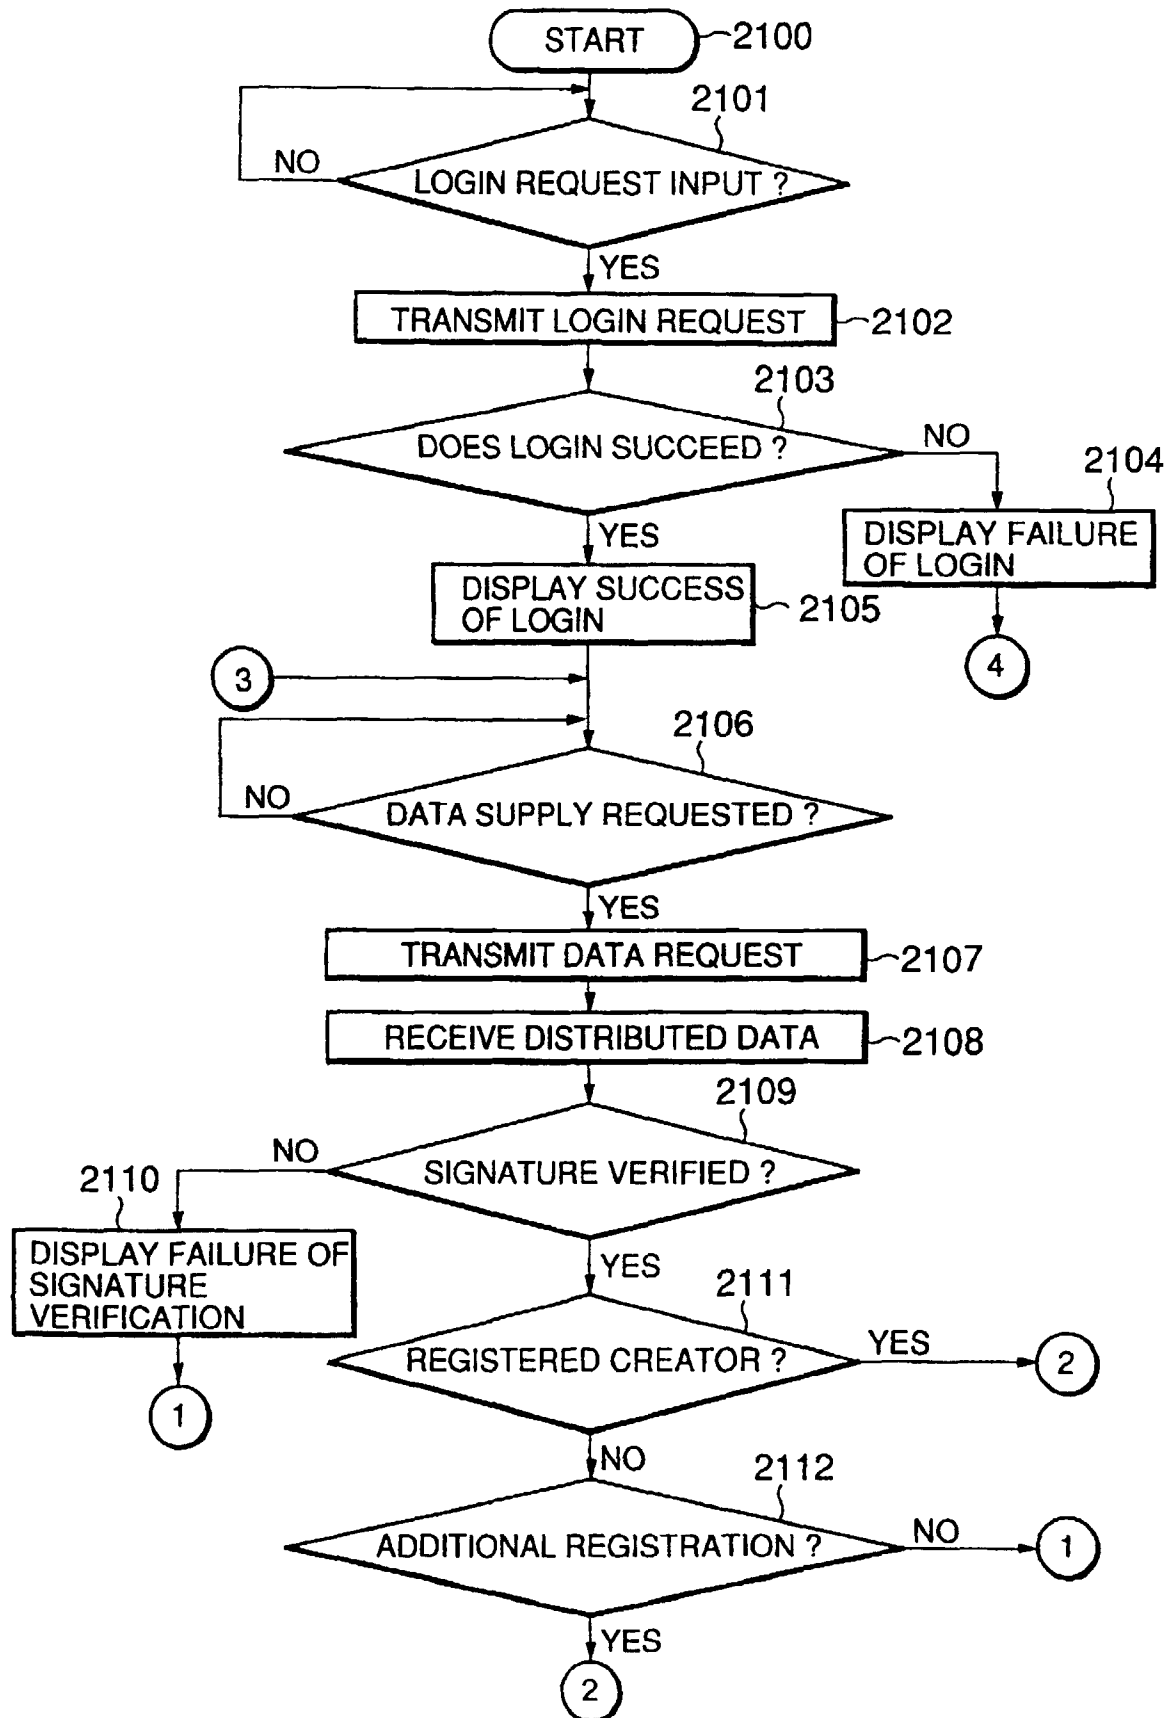 START
2100
2101
NO
LOGIN REQUEST INPUT ?
YES
TRANSMIT LOGIN REQUEST
2102
2103
DOES LOGIN SUCCEED ?
NO
2104
YES
DISPLAY FAILURE
OF LOGIN
DISPLAY SUCCESS
OF LOGIN
2105
3
4
2106
NO
DATA SUPPLY REQUESTED ?
YES
TRANSMIT DATA REQUEST
2107
RECEIVE DISTRIBUTED DATA
2108
2109
NO
SIGNATURE VERIFIED ?
2110
DISPLAY FAILURE OF
SIGNATURE
VERIFICATION
YES
2111
REGISTERED CREATOR ?
YES
2
1
NO
2112
ADDITIONAL REGISTRATION ?
NO
1
YES
2